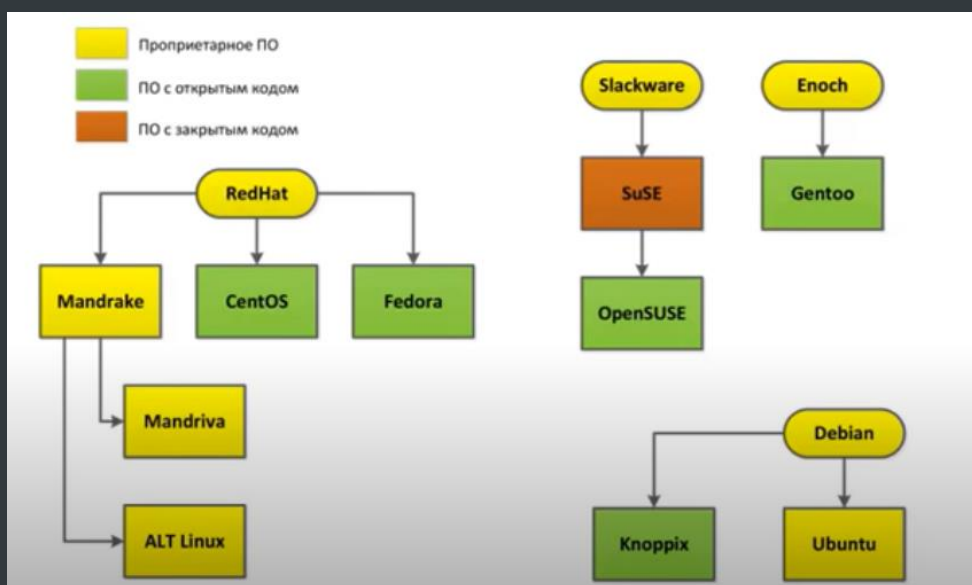 Проприетарное ПО
ПО с открытым кодом
ПО с закрытым кодом
Slackware
Enoch
RedHat
SuSE
Gentoo
Mandrake
CentOS
Fedora
OpenSUSE
Mandriva
Debian
ALT Linux
Knoppix
Ubuntu